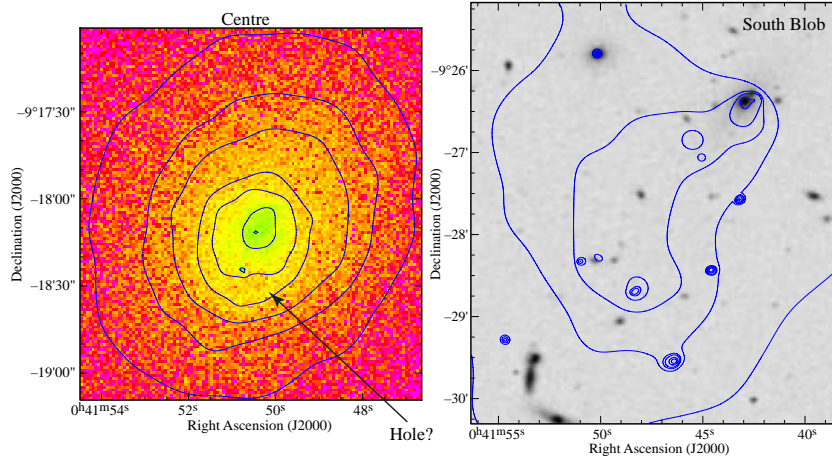 Centre
South Blob
Declination (J2000)
−9°17′30″
−18′00″
−18′30″
−19′00″
0ʰ41ᵐ54ˢ
52ˢ
50ˢ
48ˢ
Right Ascension (J2000)
Hole?
Declination (J2000)
−9°26′
−27′
−28′
−29′
−30′
0ʰ41ᵐ55ˢ
50ˢ
45ˢ
40ˢ
Right Ascension (J2000)